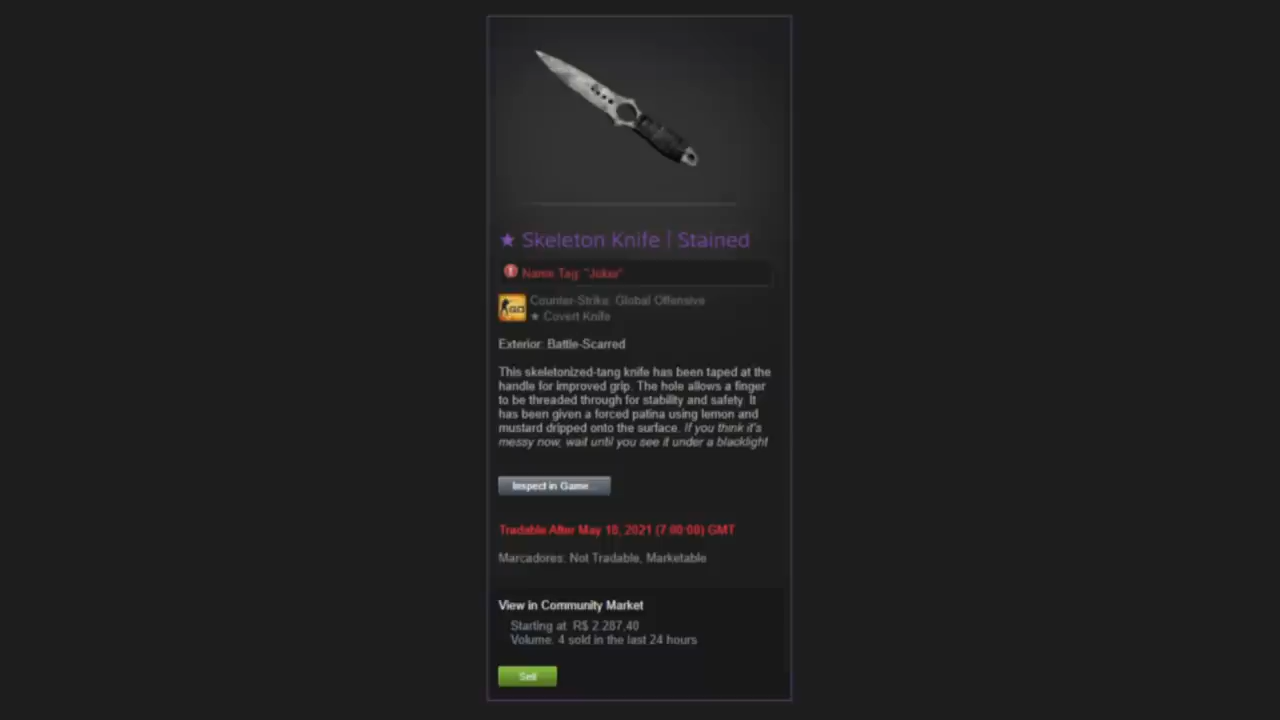 ★ Skeleton Knife | Stained
Name Tag: "Joker"
Counter-Strike: Global Offensive
★ Covert Knife
Exterior: Battle-Scarred
This skeletonized-tang knife has been taped at the
handle for improved grip. The hole allows a finger
to be threaded through for stability and safety. It
has been given a forced patina using lemon and
mustard dripped onto the surface. If you think it's
messy now, wait until you see it under a blacklight
Inspect in Game...
Tradable After May 18, 2021 (7:00:00) GMT
Marcadores: Not Tradable, Marketable
View in Community Market
Starting at: R$ 2.287,40
Volume: 4 sold in the last 24 hours
Sell